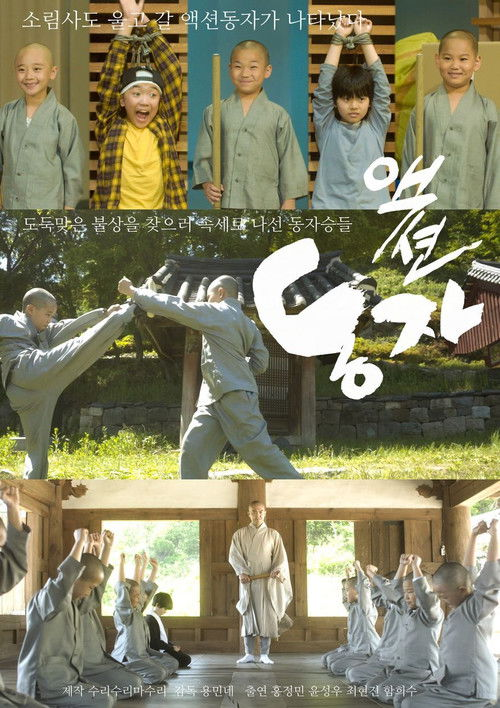 소림사도 울고 갈 액션동자가 나타났다.
도둑맞은 불상을 찾으러 속세로 나선 동자승들
액션
동자
제작 수리수리마수리 감독 용민네 출연 홍정민 윤성우 최현진 함희수